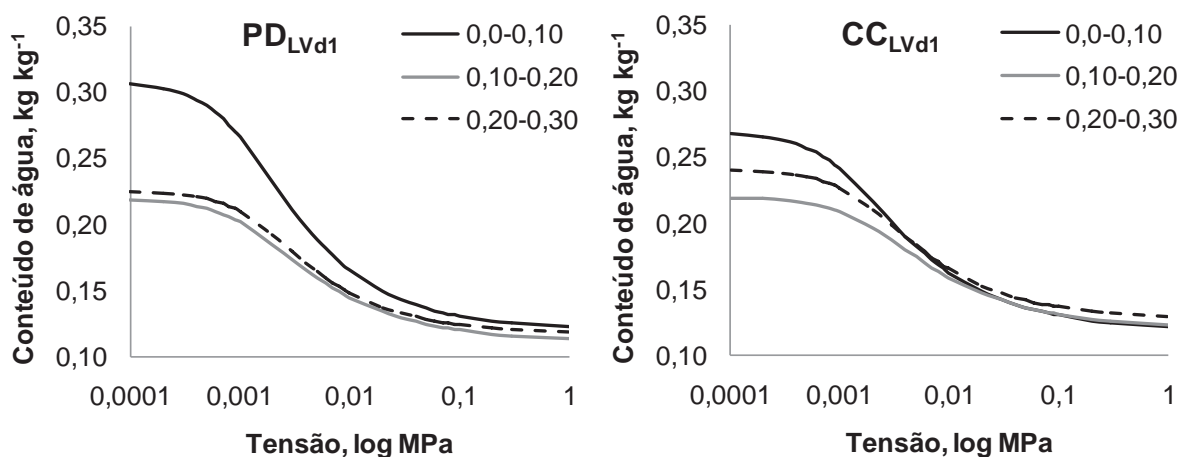 PD LVd1
0,0-0,10
0,10-0,20
0,20-0,30
Conteúdo de água, kg kg-1
0,35
0,30
0,25
0,20
0,15
0,10
0,0001 0,001 0,01 0,1 1
Tensão, log MPa
CC LVd1
0,0-0,10
0,10-0,20
0,20-0,30
Conteúdo de água, kg kg-1
0,35
0,30
0,25
0,20
0,15
0,10
0,0001 0,001 0,01 0,1 1
Tensão, log MPa